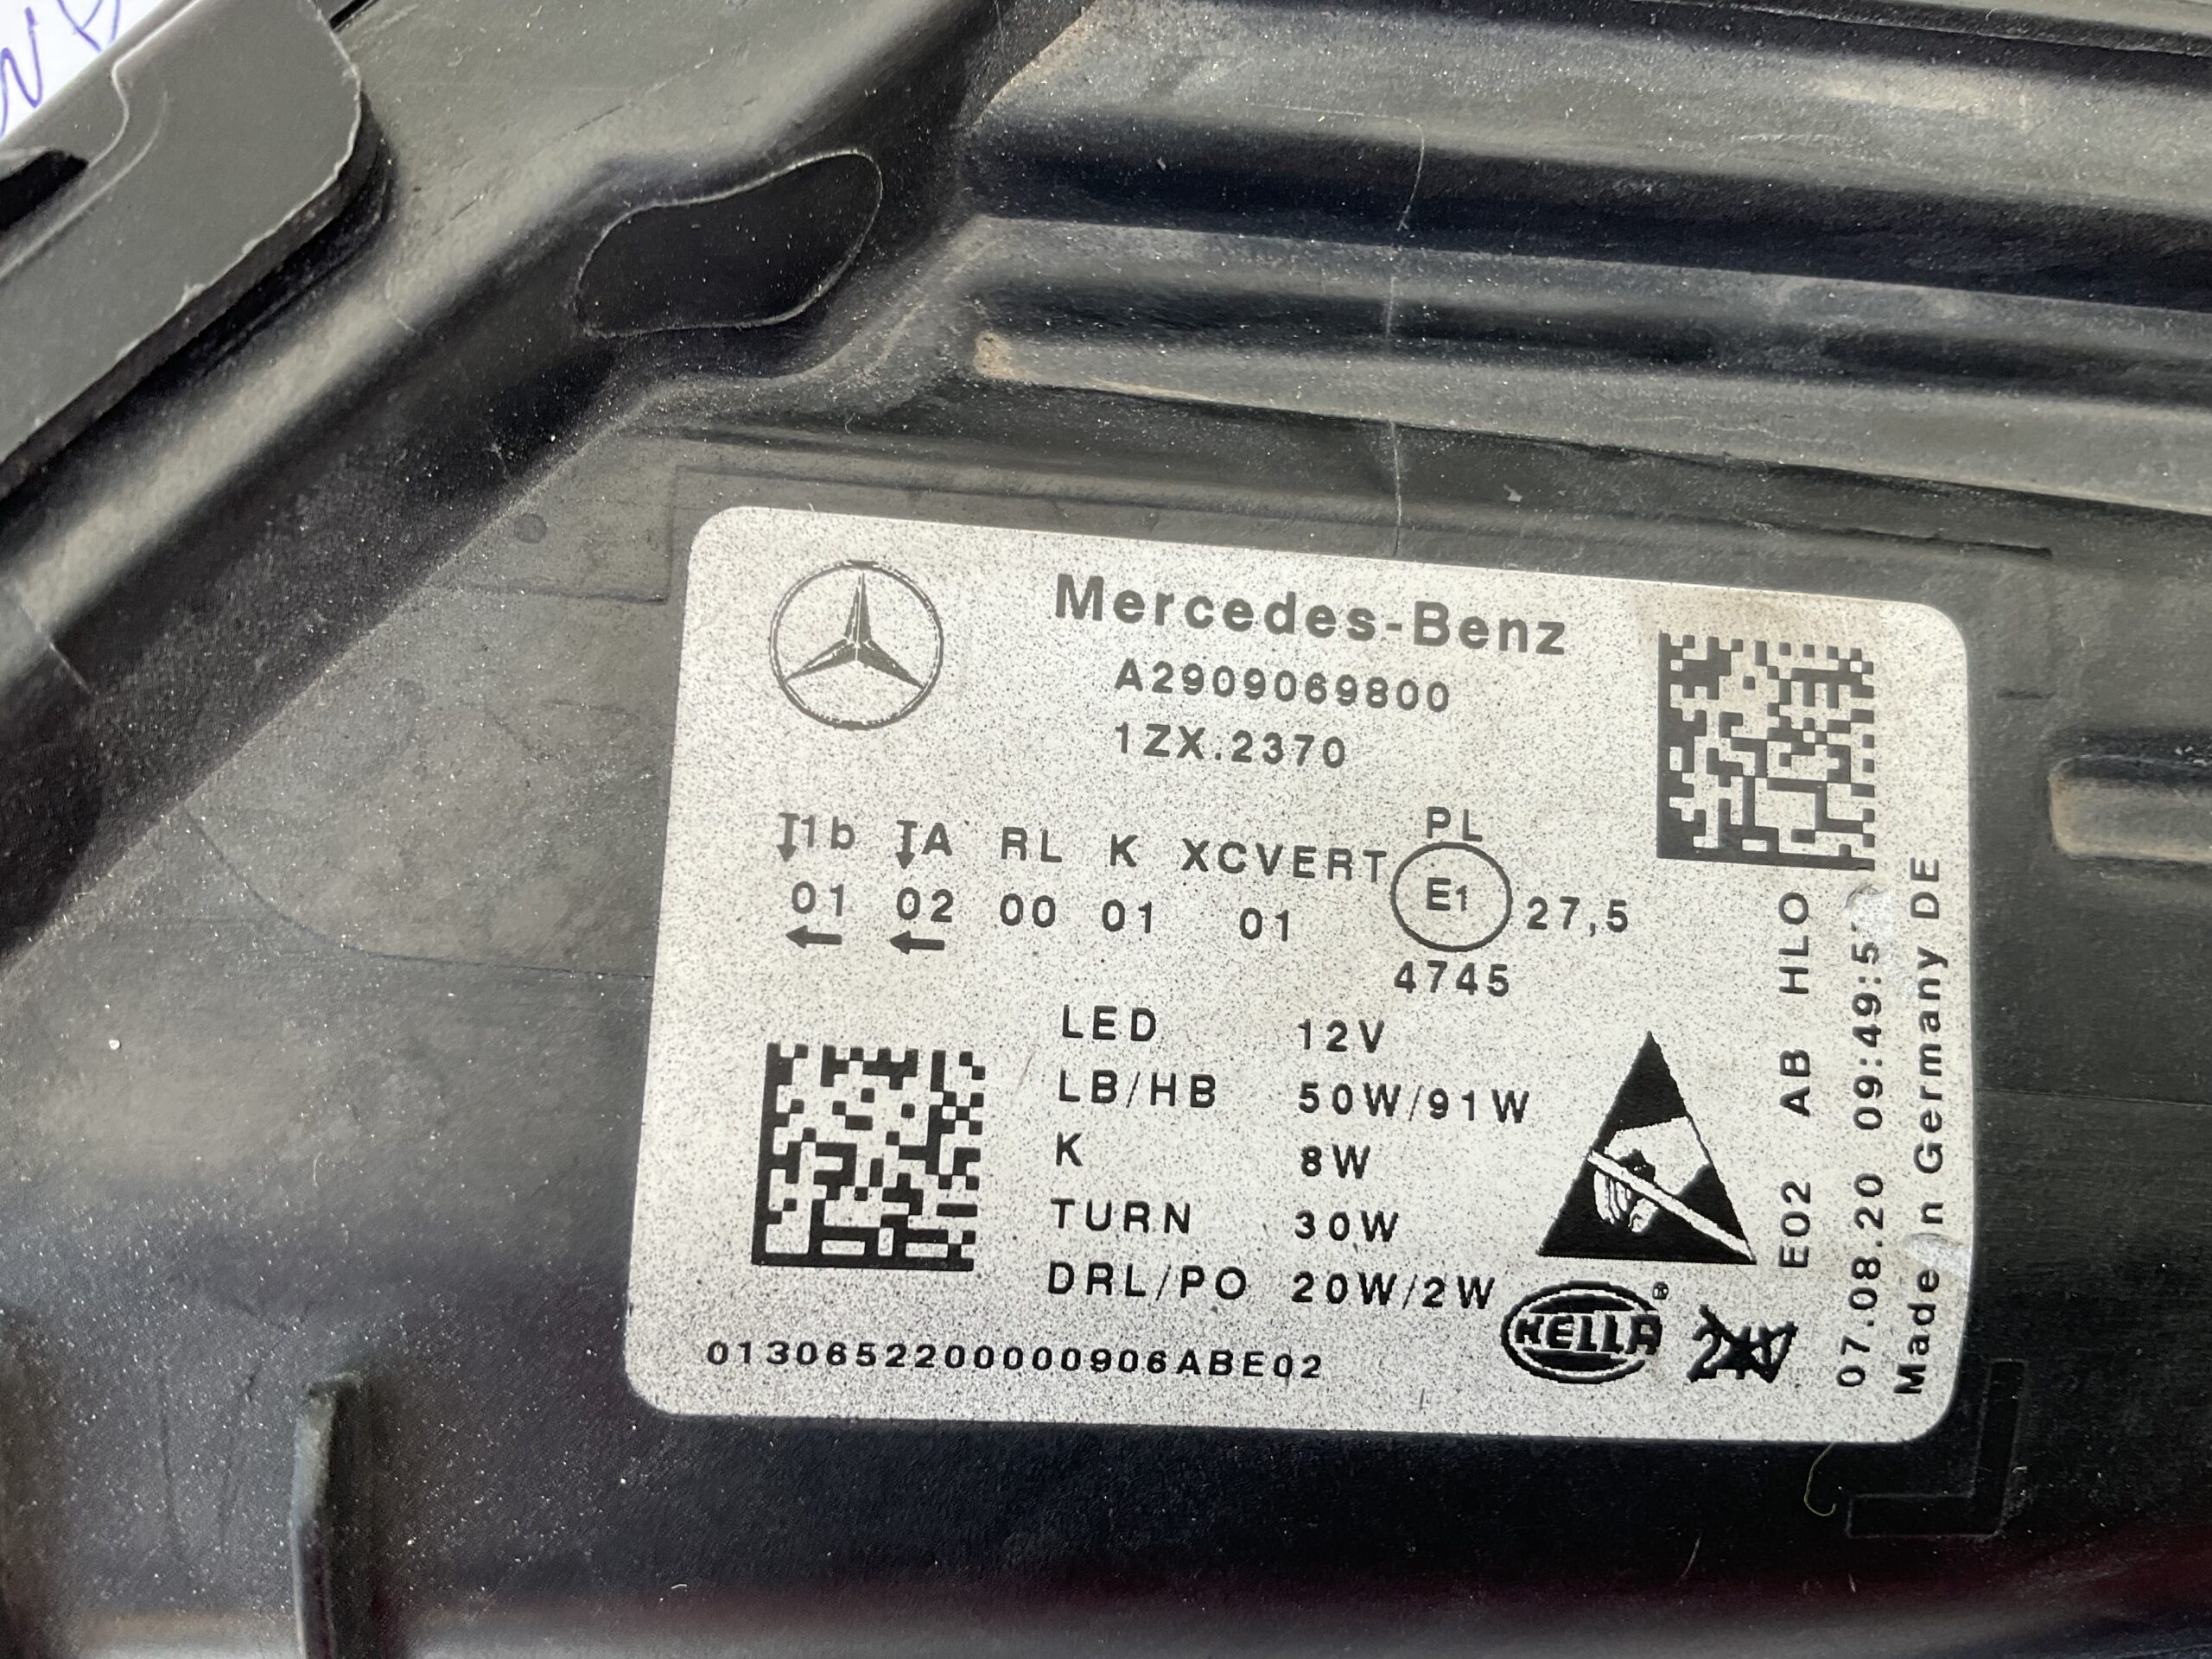 Mercedes-Benz
A2909069800
1ZX.2370
1b A RL K XCVERT PL
01 02 00 01 01 E1 27,5
4745
LED 12V
LB/HB 50W/91W
K 8W
TURN 30W
DRL/PO 20W/2W
HELLA ®
0130652200000906ABE02
E02 AB HLO
07.08.20 09:49:5
Made in Germany DE